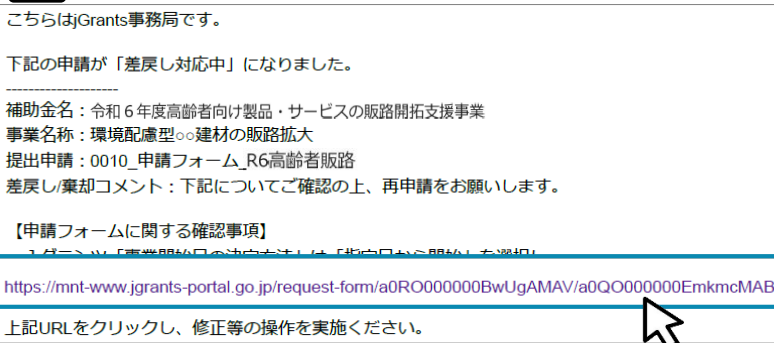 こちらはjGrants事務局です。
下記の申請が「差戻し対応中」になりました。
--------------------
補助金名：令和６年度高齢者向け製品・サービスの販路開拓支援事業
事業名称：環境配慮型○○建材の販路拡大
提出申請：0010_申請フォーム_R6高齢者販路
差戻し/棄却コメント：下記についてご確認の上、再申請をお願いします。
【申請フォームに関する確認事項】
https://mnt-www.jgrants-portal.go.jp/request-form/a0RO000000BwUgAMAV/a0QO000000EmkmcMAB
上記URLをクリックし、修正等の操作を実施ください。